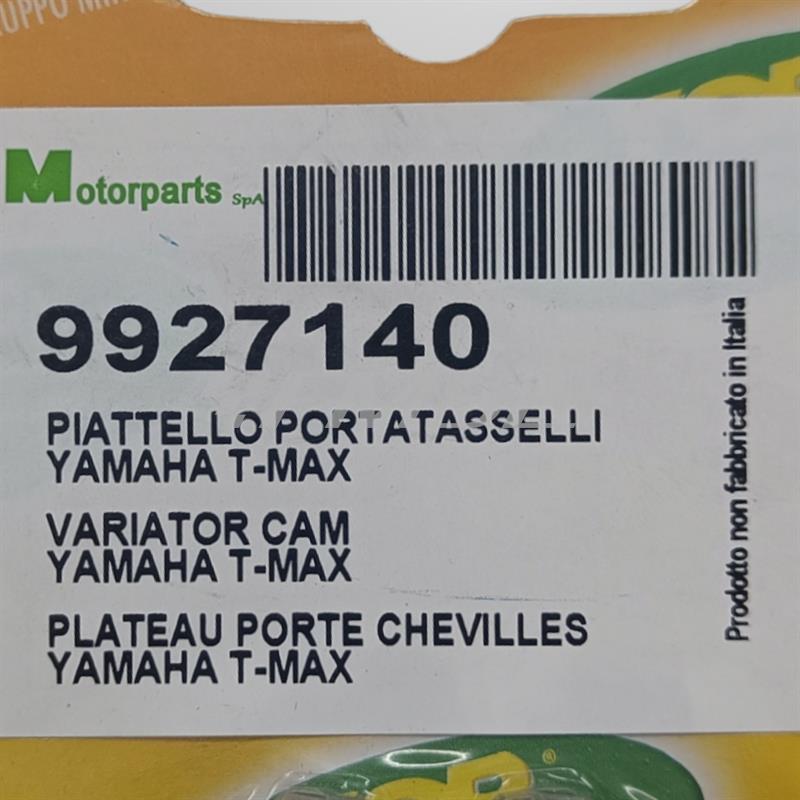 Motorparts SpA
9927140
PIATTELLO PORTATASSELLI
YAMAHA T-MAX
VARIATOR CAM
YAMAHA T-MAX
PLATEAU PORTE CHEVILLES
YAMAHA T-MAX
Prodotto non fabbricato in Italia
®